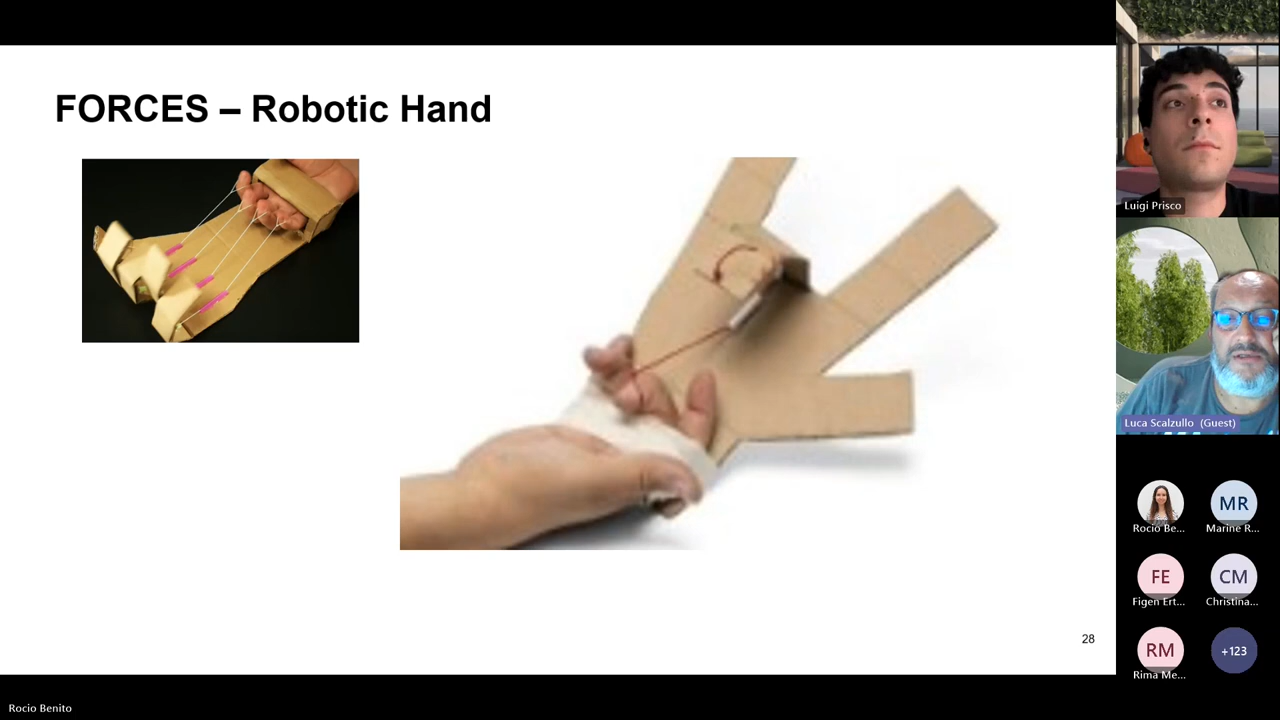 FORCES – Robotic Hand
28
Luigi Prisco
Luca Scalzullo (Guest)
Rocio Be...
MR
Marine R...
FE
Figen Ert...
CM
Christina...
RM
Rima Me...
+123
Rocio Benito